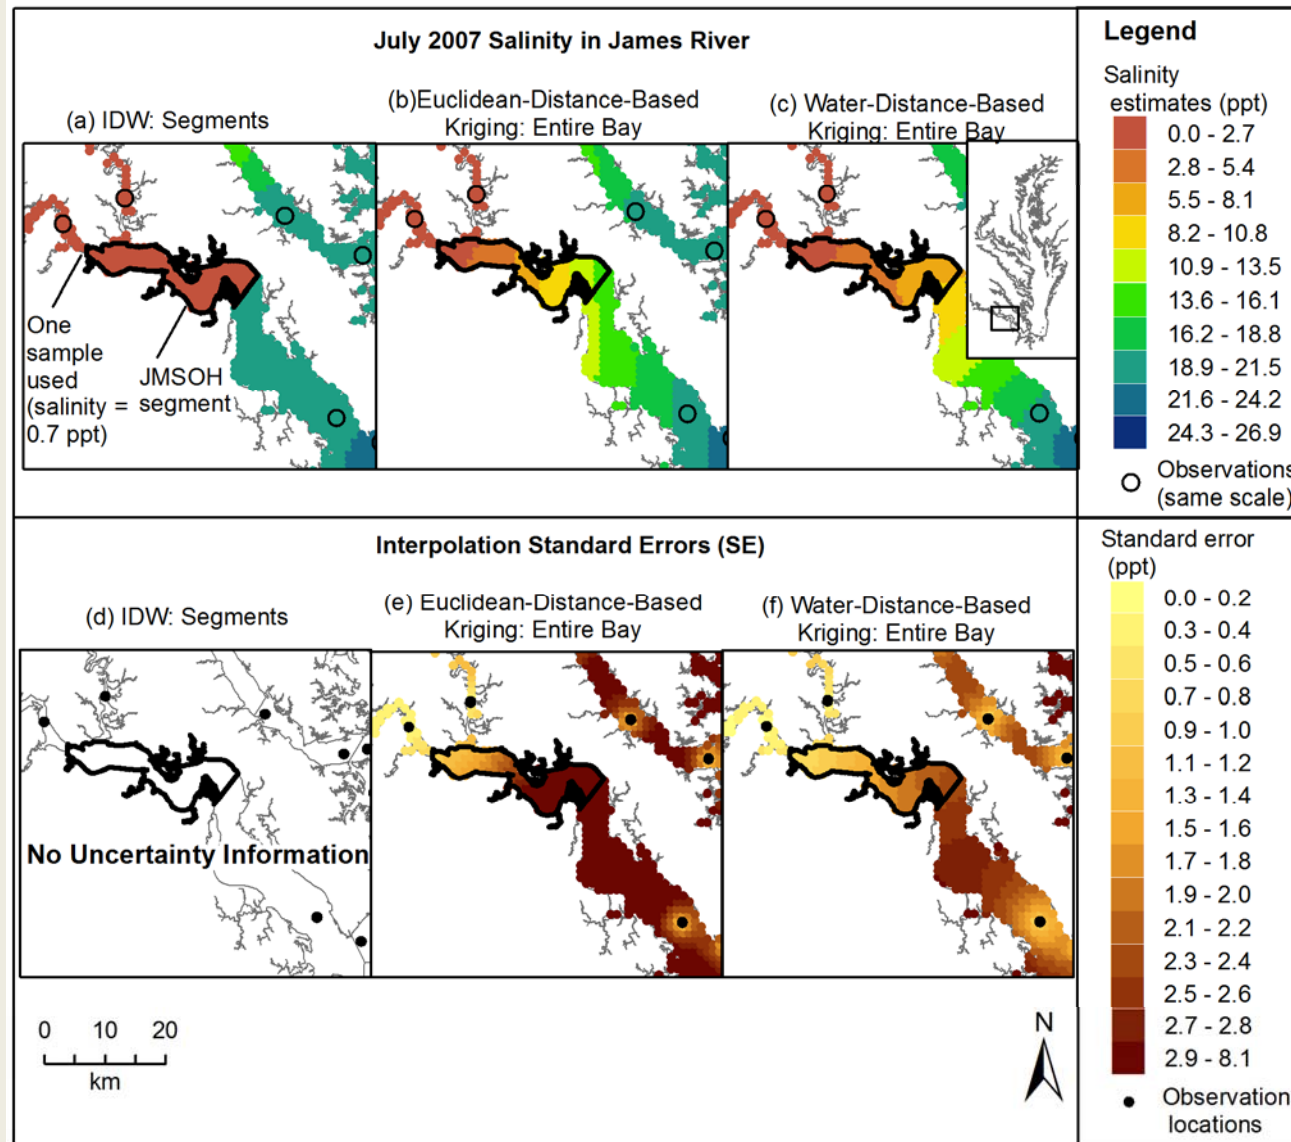 July 2007 Salinity in James River
(a) IDW: Segments
(b)Euclidean-Distance-Based
Kriging: Entire Bay
(c) Water-Distance-Based
Kriging: Entire Bay
One
sample
used
(salinity =
0.7 ppt)
JMSOH
segment
Legend
Salinity
estimates (ppt)
0.0 - 2.7
2.8 - 5.4
5.5 - 8.1
8.2 - 10.8
10.9 - 13.5
13.6 - 16.1
16.2 - 18.8
18.9 - 21.5
21.6 - 24.2
24.3 - 26.9
Observations
(same scale)
Interpolation Standard Errors (SE)
(d) IDW: Segments
(e) Euclidean-Distance-Based
Kriging: Entire Bay
(f) Water-Distance-Based
Kriging: Entire Bay
No Uncertainty Information
0 10 20
km
N
Standard error
(ppt)
0.0 - 0.2
0.3 - 0.4
0.5 - 0.6
0.7 - 0.8
0.9 - 1.0
1.1 - 1.2
1.3 - 1.4
1.5 - 1.6
1.7 - 1.8
1.9 - 2.0
2.1 - 2.2
2.3 - 2.4
2.5 - 2.6
2.7 - 2.8
2.9 - 8.1
Observation
locations